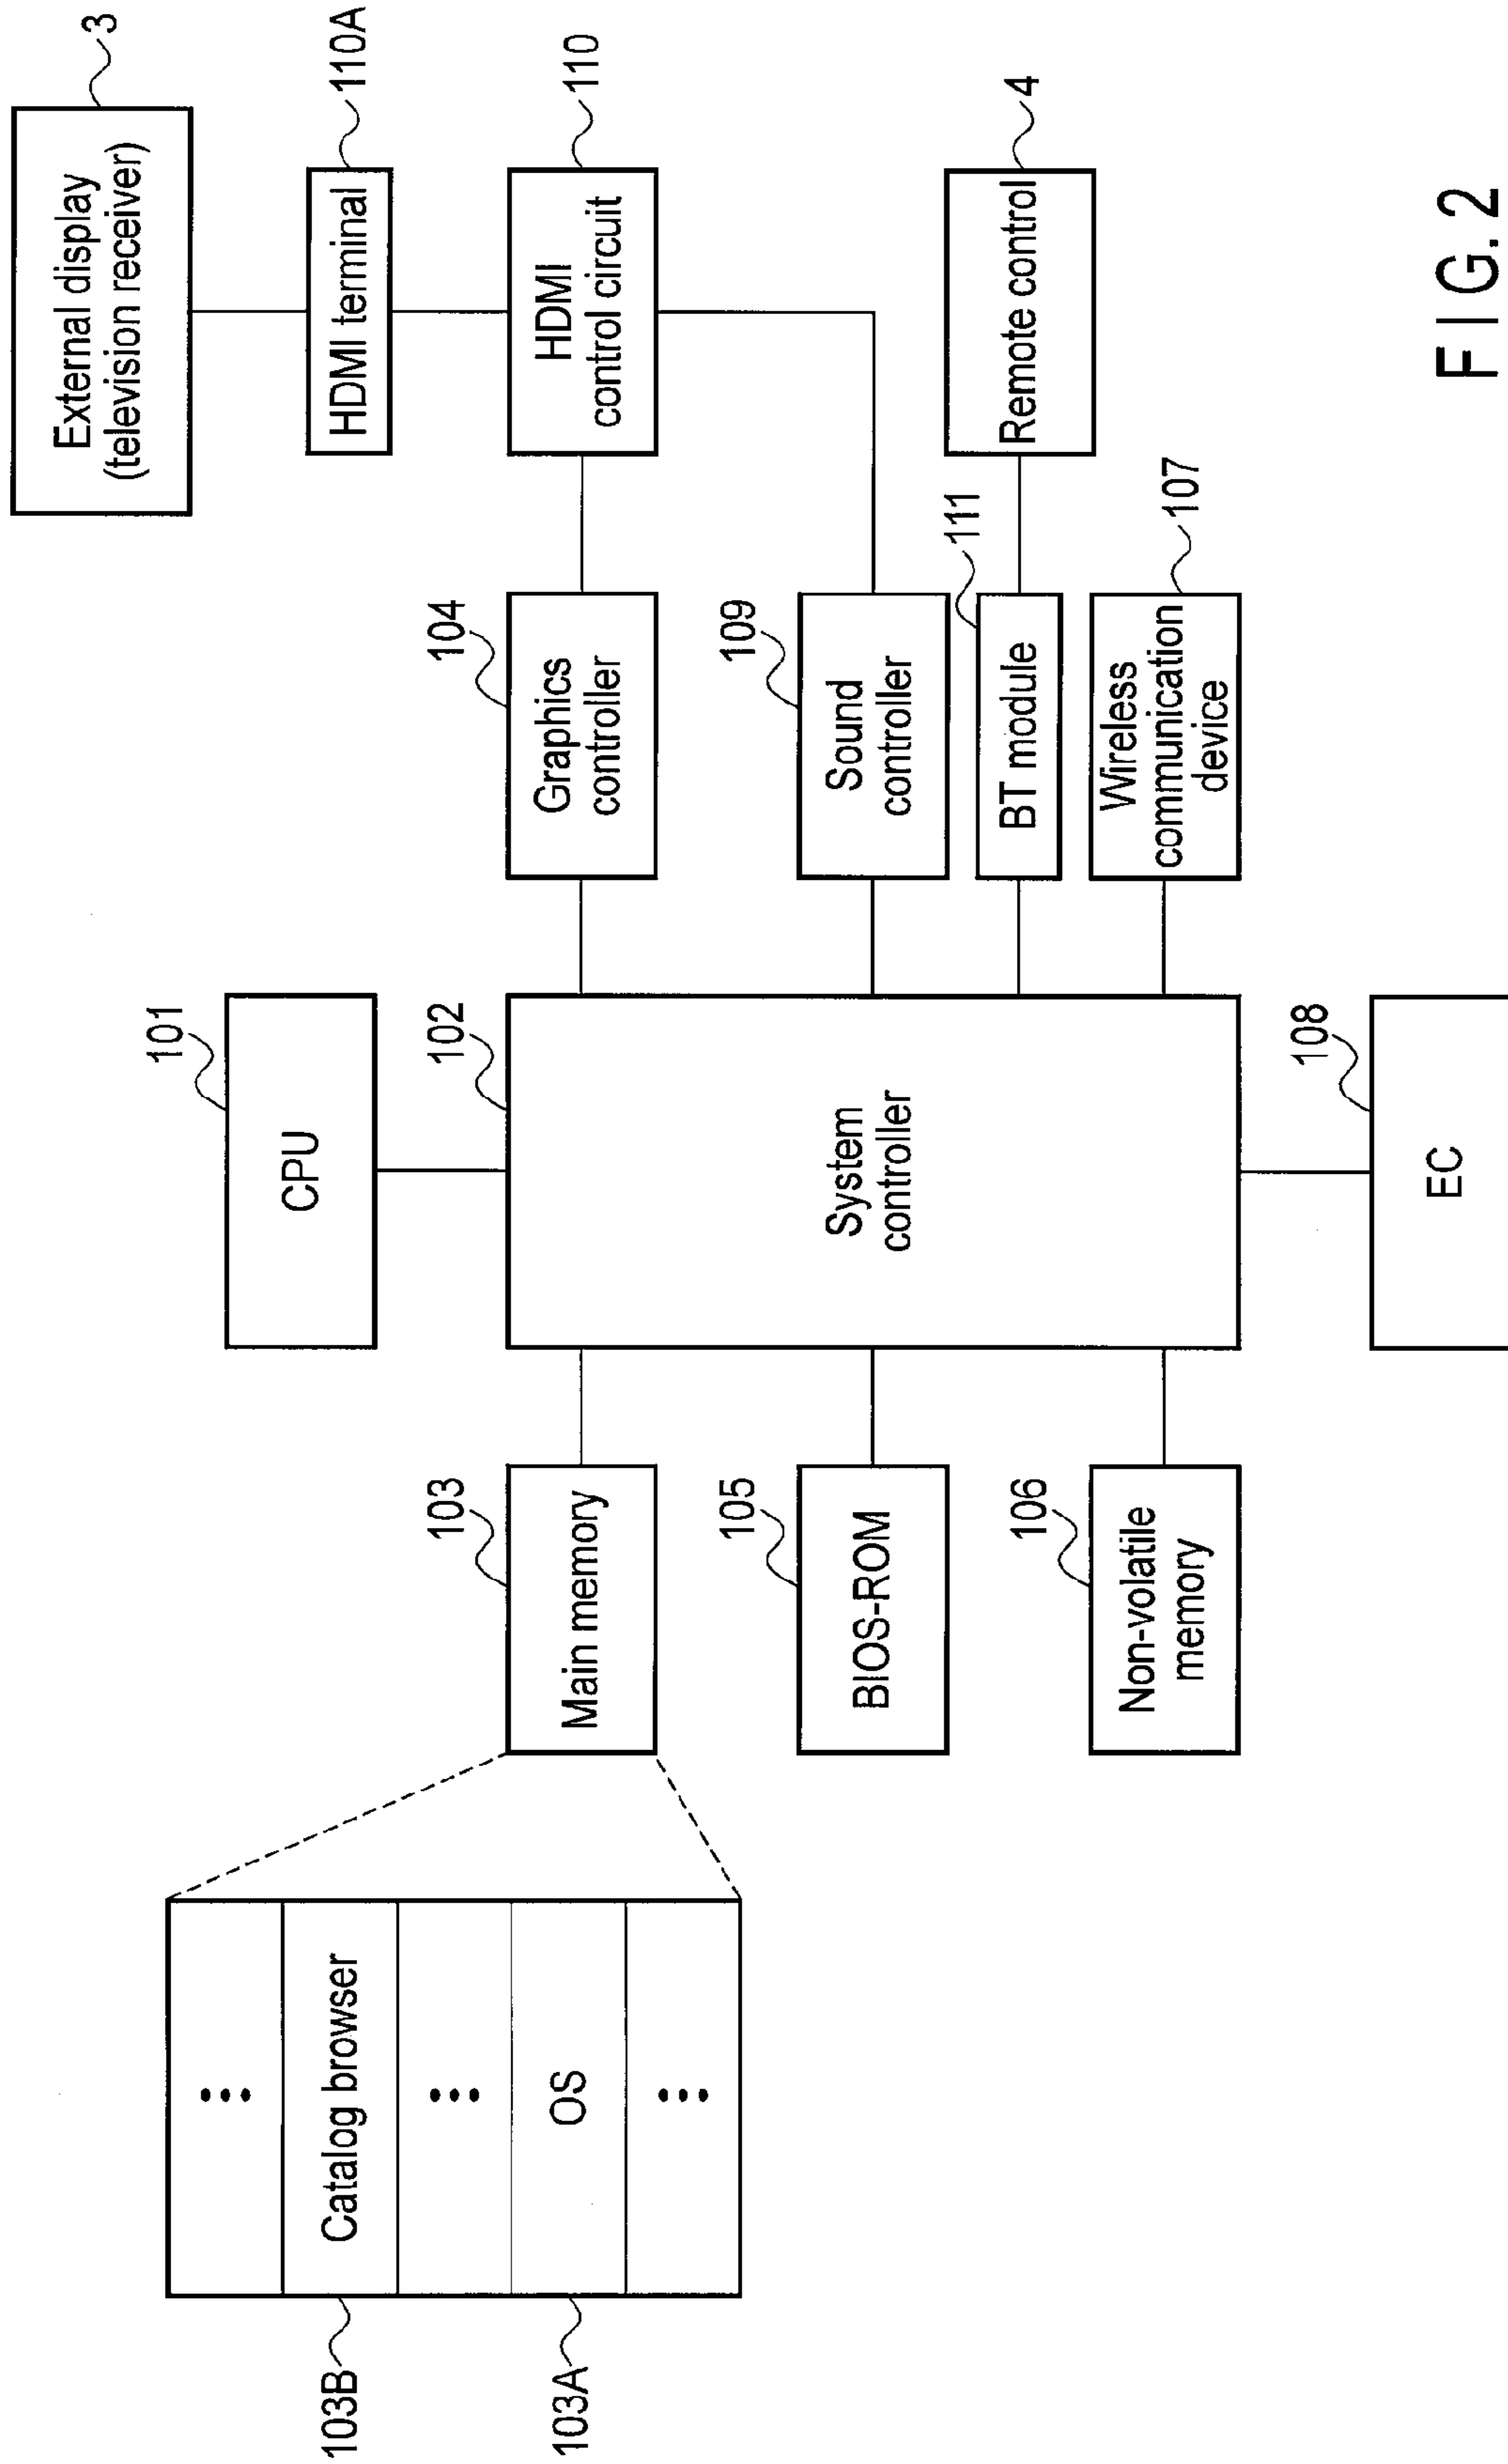 3
External display
(television receiver)
110A
HDMI terminal
101
CPU
103B
Catalog browser
103A
OS
103
Main memory
102
System
controller
104
Graphics
controller
110
HDMI
control circuit
105
BIOS-ROM
109
Sound
controller
111
BT module
4
Remote control
106
Non-volatile
memory
107
Wireless
communication
device
108
EC
FIG. 2